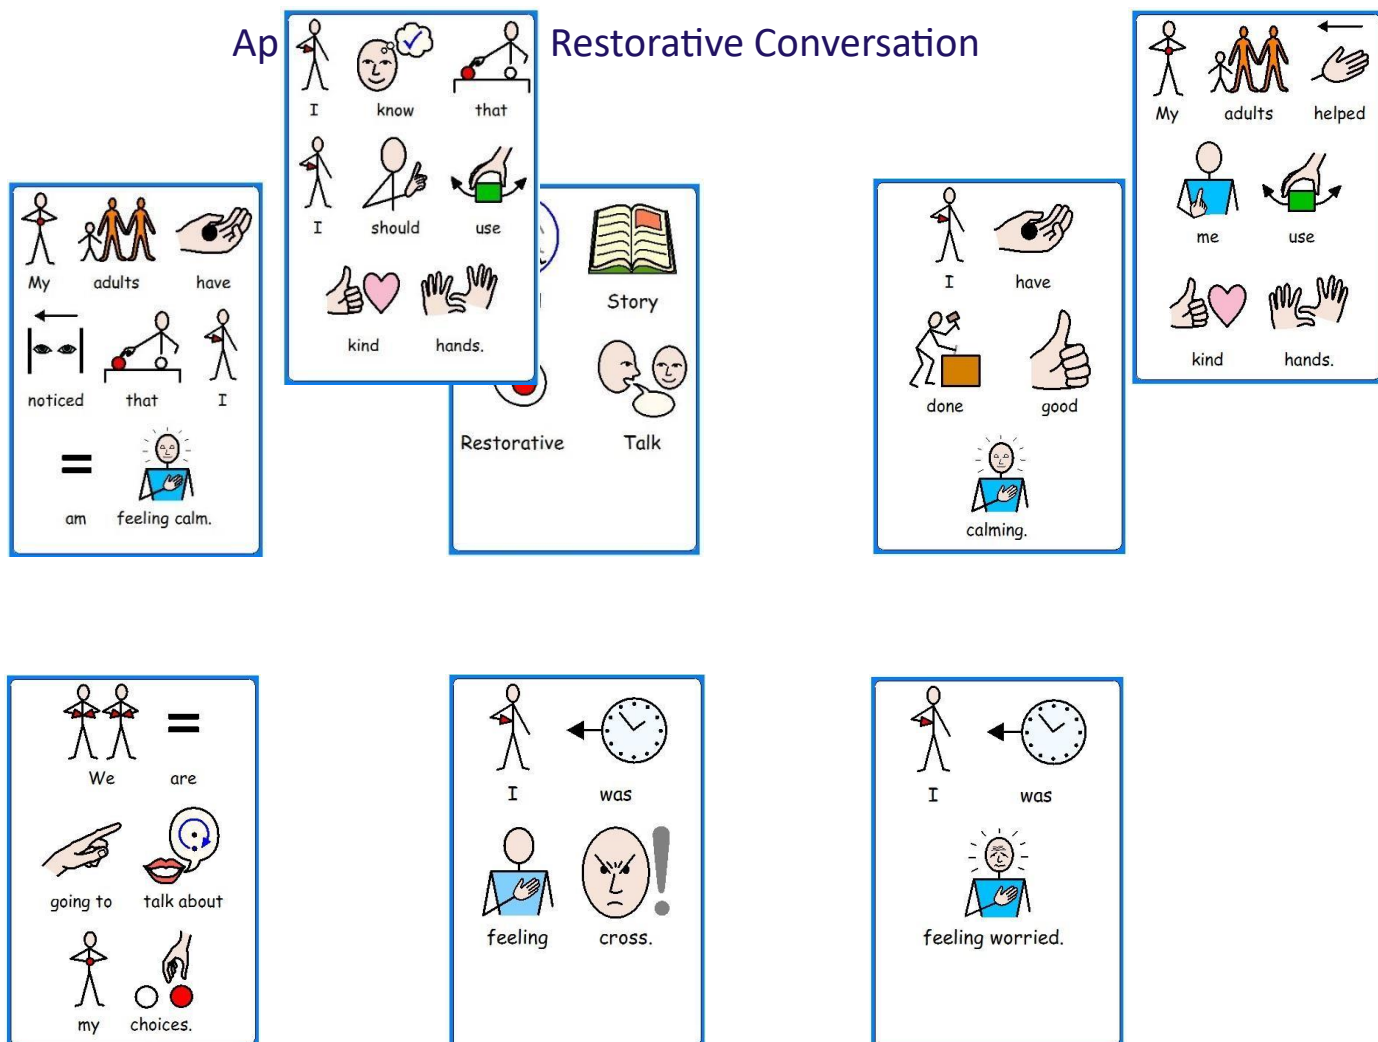 Ap
Restorative Conversation
I know that
I should use
kind hands.
My adults helped
me use
kind hands.
My adults have
noticed that I
am feeling calm.
Story
Restorative Talk
I have
done good
calming.
We are
going to talk about
my choices.
I was
feeling cross.
I was
feeling worried.